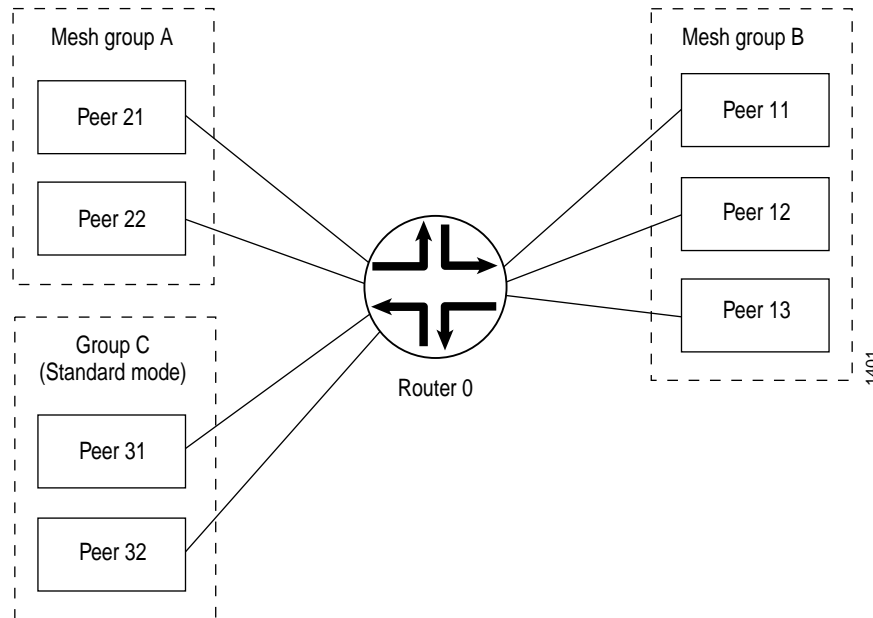 Mesh group A
Peer 21
Peer 22
Group C
(Standard mode)
Peer 31
Peer 32
Router 0
Mesh group B
Peer 11
Peer 12
Peer 13
1401